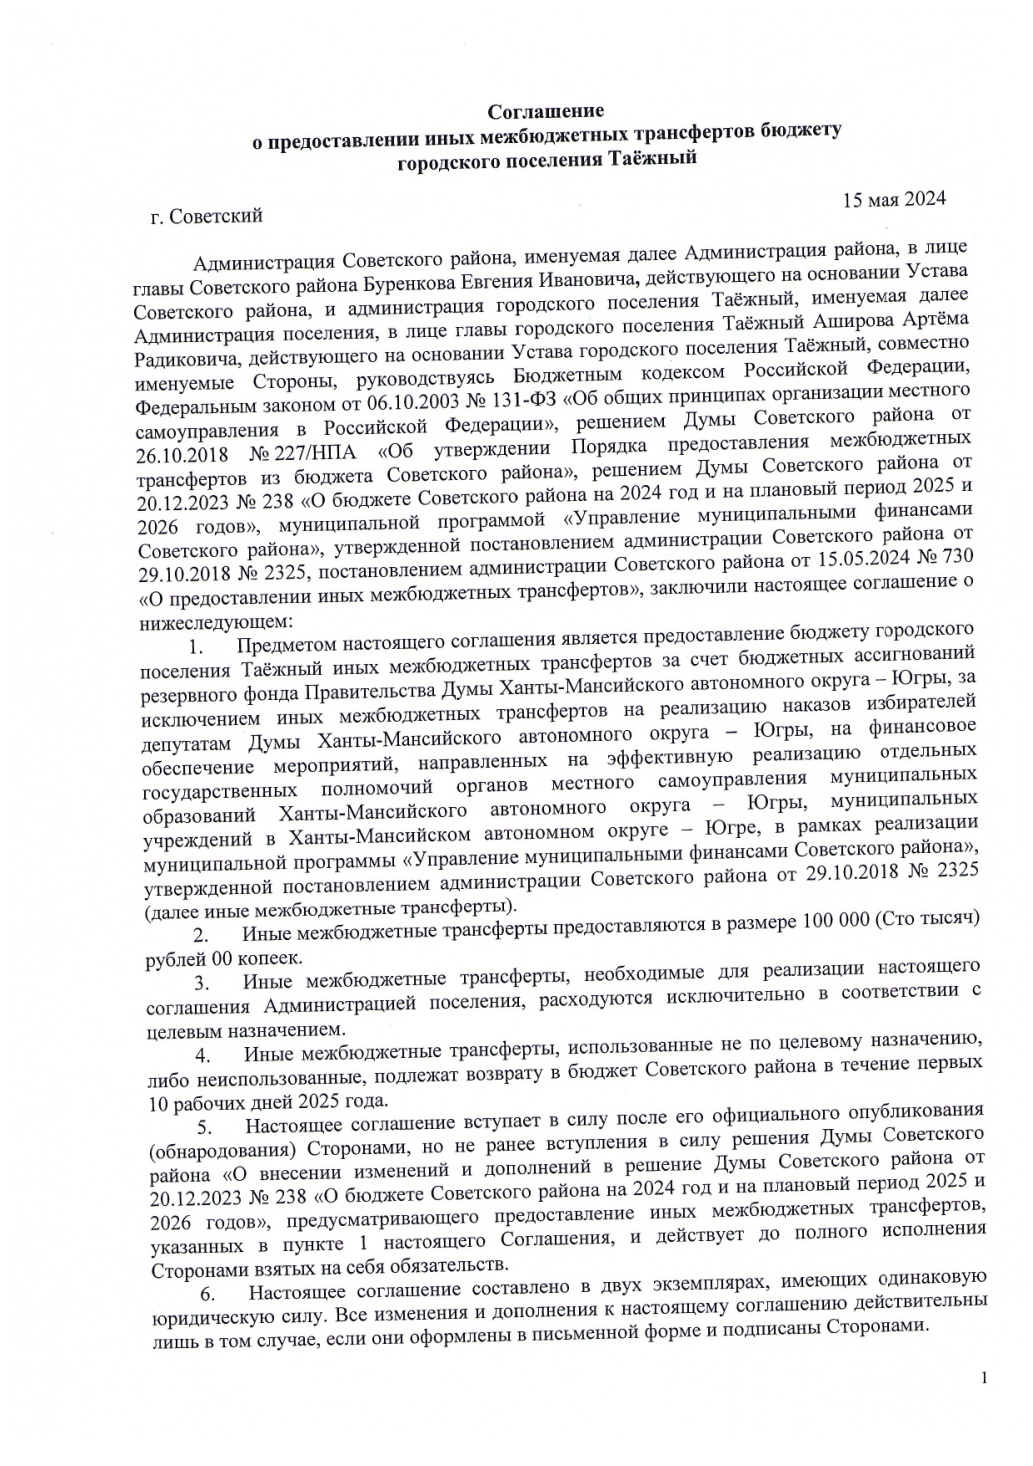 Соглашение
о предоставлении иных межбюджетных трансфертов бюджету
городского поселения Таёжный
г. Советский
15 мая 2024
Администрация Советского района, именуемая далее Администрация района, в лице
главы Советского района Буренкова Евгения Ивановича, действующего на основании Устава
Советского района, и администрация городского поселения Таёжный, именуемая далее
Администрация поселения, в лице главы городского поселения Таёжный Аширова Артёма
Радиковича, действующего на основании Устава городского поселения Таёжный, совместно
именуемые Стороны, руководствуясь Бюджетным кодексом Российской Федерации,
Федеральным законом от 06.10.2003 № 131-ФЗ «Об общих принципах организации местного
самоуправления в Российской Федерации», решением Думы Советского района от
26.10.2018 № 227/НПА «Об утверждении Порядка предоставления межбюджетных
трансфертов из бюджета Советского района», решением Думы Советского района от
20.12.2023 № 238 «О бюджете Советского района на 2024 год и на плановый период 2025 и
2026 годов», муниципальной программой «Управление муниципальными финансами
Советского района», утвержденной постановлением администрации Советского района от
29.10.2018 № 2325, постановлением администрации Советского района от 15.05.2024 № 730
«О предоставлении иных межбюджетных трансфертов», заключили настоящее соглашение о
нижеследующем:
1. Предметом настоящего соглашения является предоставление бюджету городского
поселения Таёжный иных межбюджетных трансфертов за счет бюджетных ассигнований
резервного фонда Правительства Думы Ханты-Мансийского автономного округа – Югры, за
исключением иных межбюджетных трансфертов на реализацию наказов избирателей
депутатам Думы Ханты-Мансийского автономного округа – Югры, на финансовое
обеспечение мероприятий, направленных на эффективную реализацию отдельных
государственных полномочий органов местного самоуправления муниципальных
образований Ханты-Мансийского автономного округа – Югры, муниципальных
учреждений в Ханты-Мансийском автономном округе – Югре, в рамках реализации
муниципальной программы «Управление муниципальными финансами Советского района»,
утвержденной постановлением администрации Советского района от 29.10.2018 № 2325
(далее иные межбюджетные трансферты).
2. Иные межбюджетные трансферты предоставляются в размере 100 000 (Сто тысяч)
рублей 00 копеек.
3. Иные межбюджетные трансферты, необходимые для реализации настоящего
соглашения Администрацией поселения, расходуются исключительно в соответствии с
целевым назначением.
4. Иные межбюджетные трансферты, использованные не по целевому назначению,
либо неиспользованные, подлежат возврату в бюджет Советского района в течение первых
10 рабочих дней 2025 года.
5. Настоящее соглашение вступает в силу после его официального опубликования
(обнародования) Сторонами, но не ранее вступления в силу решения Думы Советского
района «О внесении изменений и дополнений в решение Думы Советского района от
20.12.2023 № 238 «О бюджете Советского района на 2024 год и на плановый период 2025 и
2026 годов», предусматривающего предоставление иных межбюджетных трансфертов,
указанных в пункте 1 настоящего Соглашения, и действует до полного исполнения
Сторонами взятых на себя обязательств.
6. Настоящее соглашение составлено в двух экземплярах, имеющих одинаковую
юридическую силу. Все изменения и дополнения к настоящему соглашению действительны
лишь в том случае, если они оформлены в письменной форме и подписаны Сторонами.
1